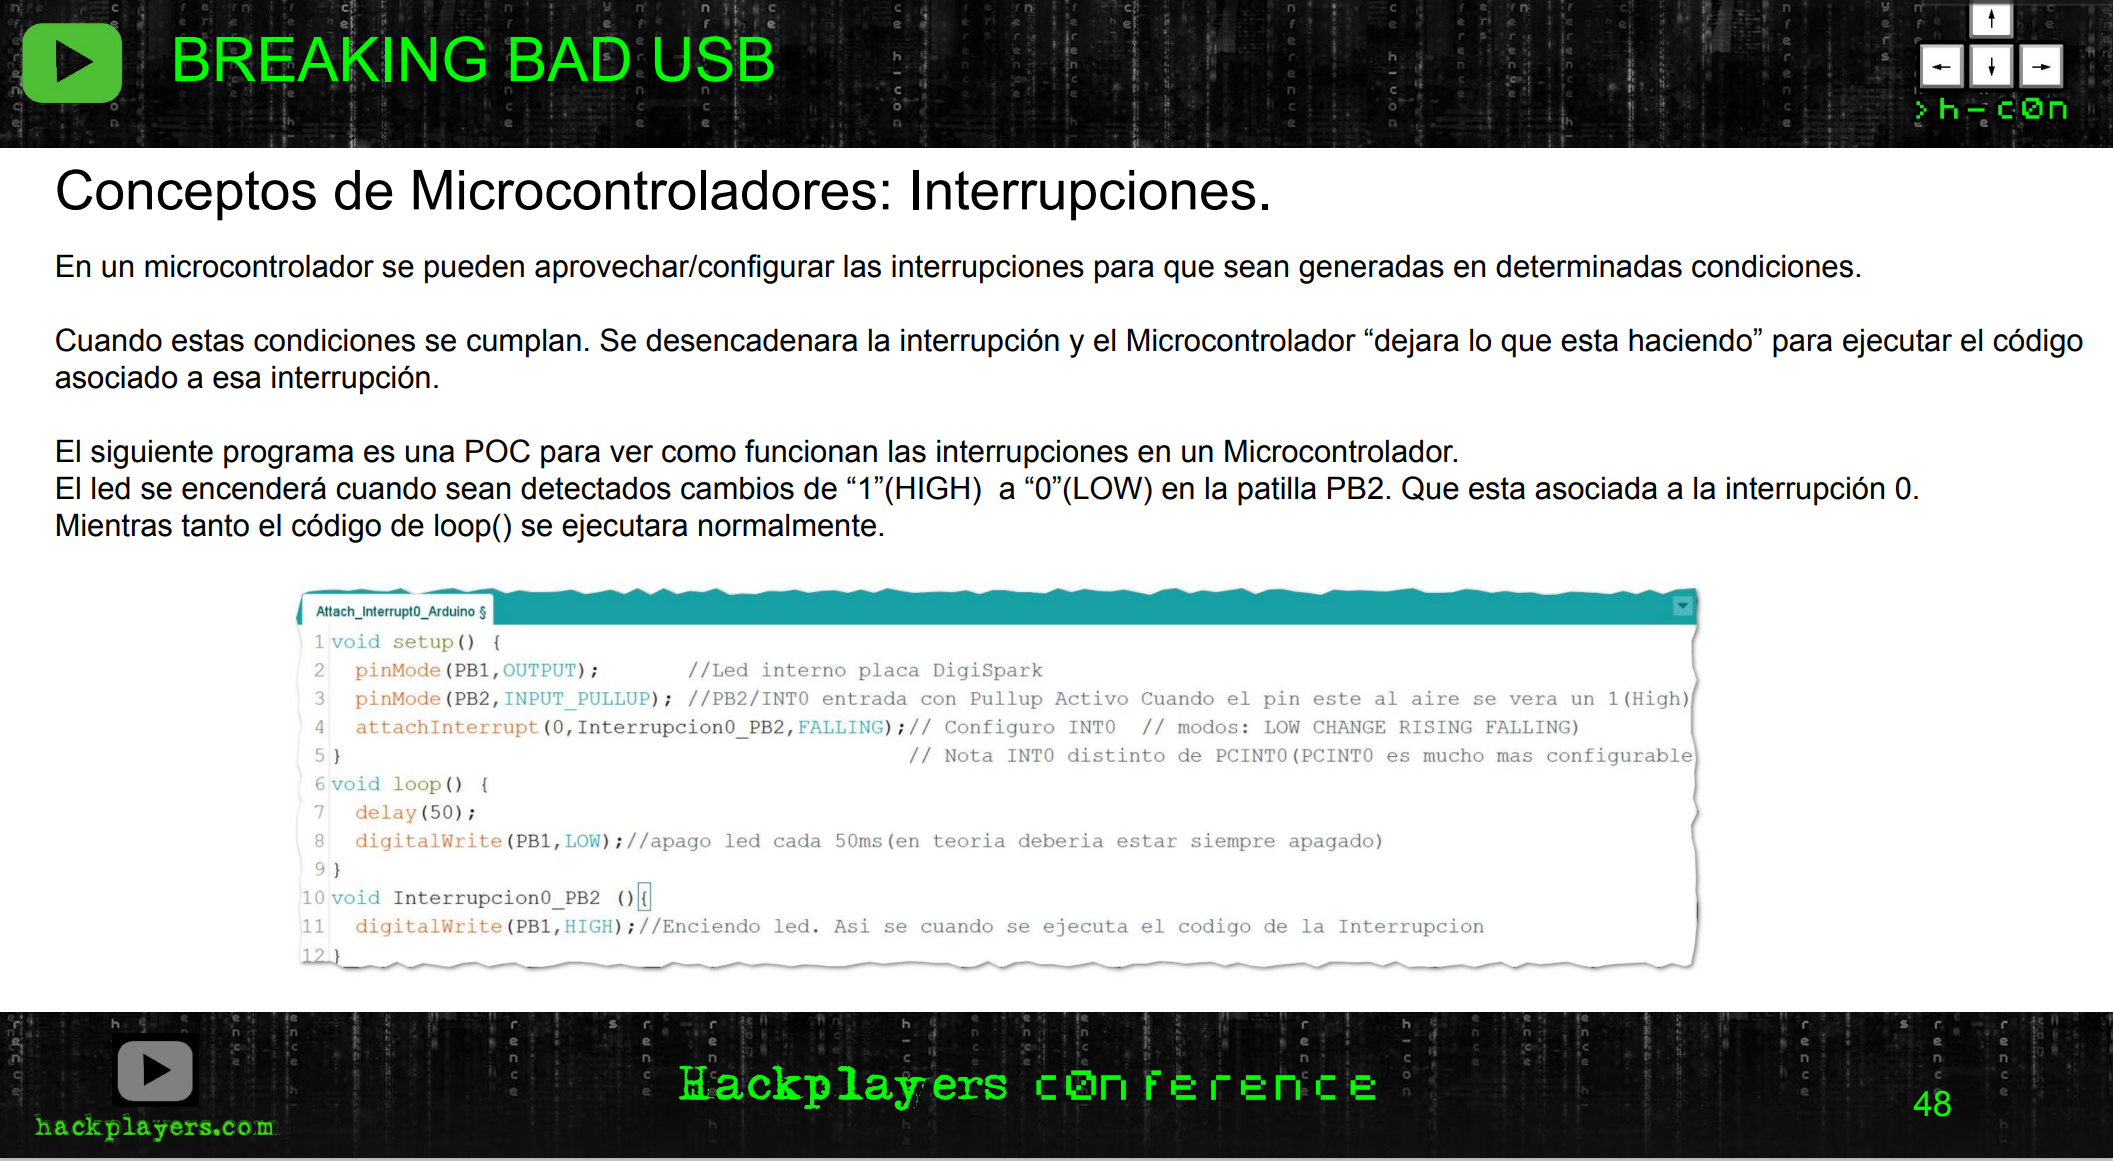 BREAKING BAD USB
>h-c0n
Conceptos de Microcontroladores: Interrupciones.
En un microcontrolador se pueden aprovechar/configurar las interrupciones para que sean generadas en determinadas condiciones.
Cuando estas condiciones se cumplan. Se desencadenara la interrupción y el Microcontrolador “dejara lo que esta haciendo” para ejecutar el código
asociado a esa interrupción.
El siguiente programa es una POC para ver como funcionan las interrupciones en un Microcontrolador.
El led se encenderá cuando sean detectados cambios de “1”(HIGH)  a “0”(LOW) en la patilla PB2. Que esta asociada a la interrupción 0.
Mientras tanto el código de loop() se ejecutara normalmente.
Attach_Interrupt0_Arduino §
1 void setup() {
2   pinMode(PB1,OUTPUT);       //Led interno placa DigiSpark
3   pinMode(PB2,INPUT_PULLUP); //PB2/INT0 entrada con Pullup Activo Cuando el pin este al aire se vera un 1(High)
4   attachInterrupt(0,Interrupcion0_PB2,FALLING);// Configuro INT0  // modos: LOW CHANGE RISING FALLING)
5 }                                              // Nota INT0 distinto de PCINT0(PCINT0 es mucho mas configurable
6 void loop() {
7   delay(50);
8   digitalWrite(PB1,LOW);//apago led cada 50ms(en teoria deberia estar siempre apagado)
9 }
10 void Interrupcion0_PB2 (){
11   digitalWrite(PB1,HIGH);//Enciendo led. Asi se cuando se ejecuta el codigo de la Interrupcion
12 }
hackplayers.com
Hackplayers c0nference
48